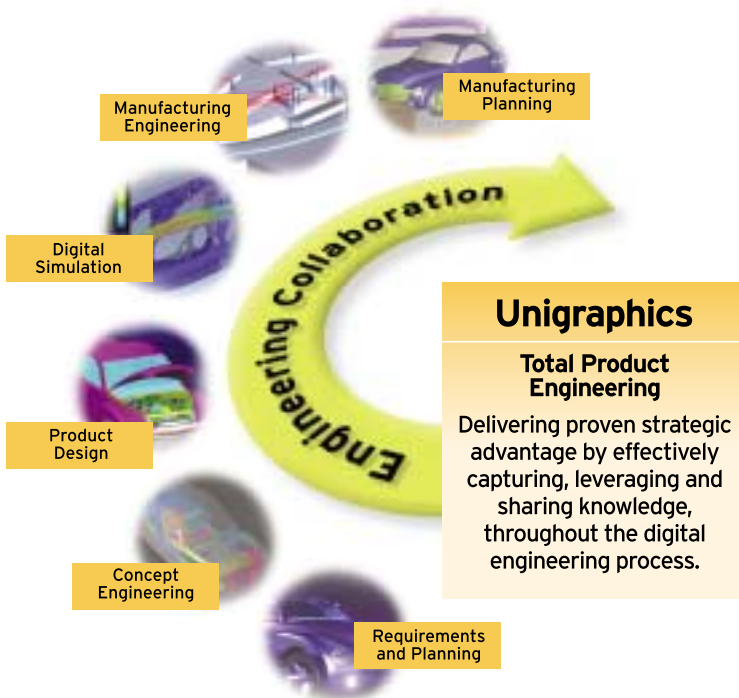 Manufacturing
Planning
Manufacturing
Engineering
Engineering Collaboration
Digital
Simulation
Unigraphics
Total Product
Engineering
Delivering proven strategic
advantage by effectively
capturing, leveraging and
sharing knowledge,
throughout the digital
engineering process.
Product
Design
Concept
Engineering
Requirements
and Planning